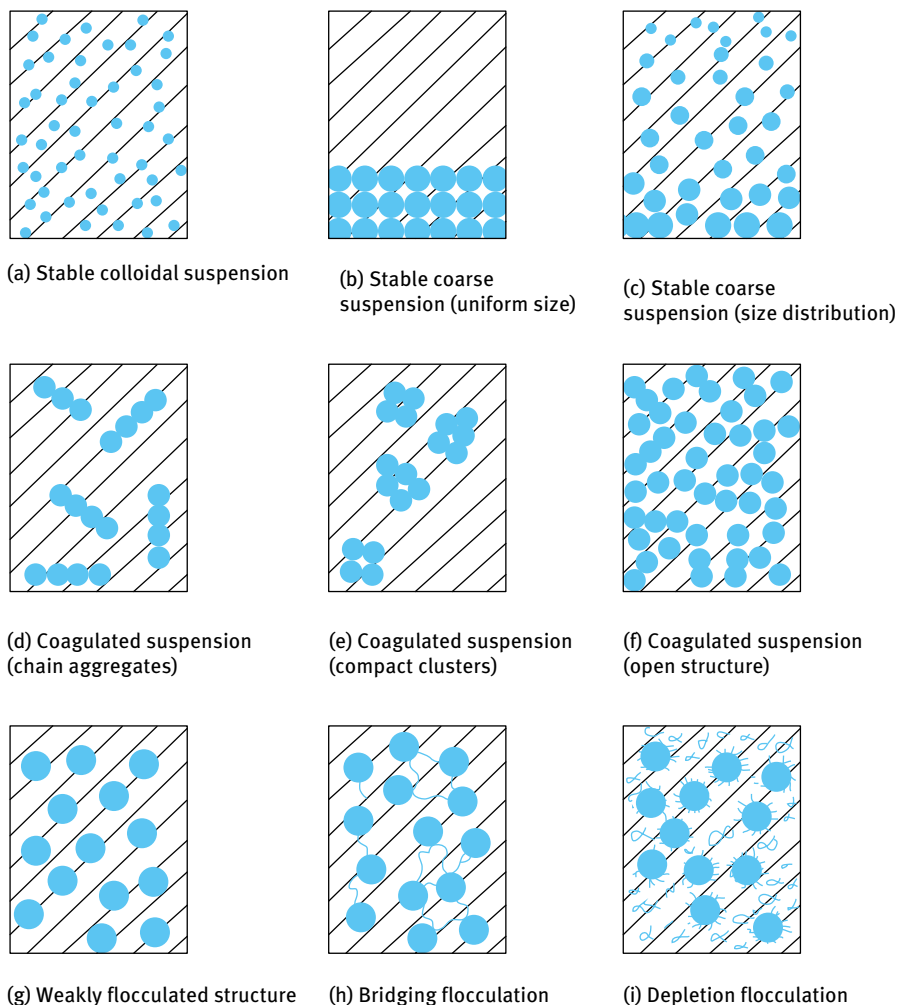 (a) Stable colloidal suspension
(b) Stable coarse
suspension (uniform size)
(c) Stable coarse
suspension (size distribution)
(d) Coagulated suspension
(chain aggregates)
(e) Coagulated suspension
(compact clusters)
(f) Coagulated suspension
(open structure)
(g) Weakly flocculated structure
(h) Bridging flocculation
(i) Depletion flocculation